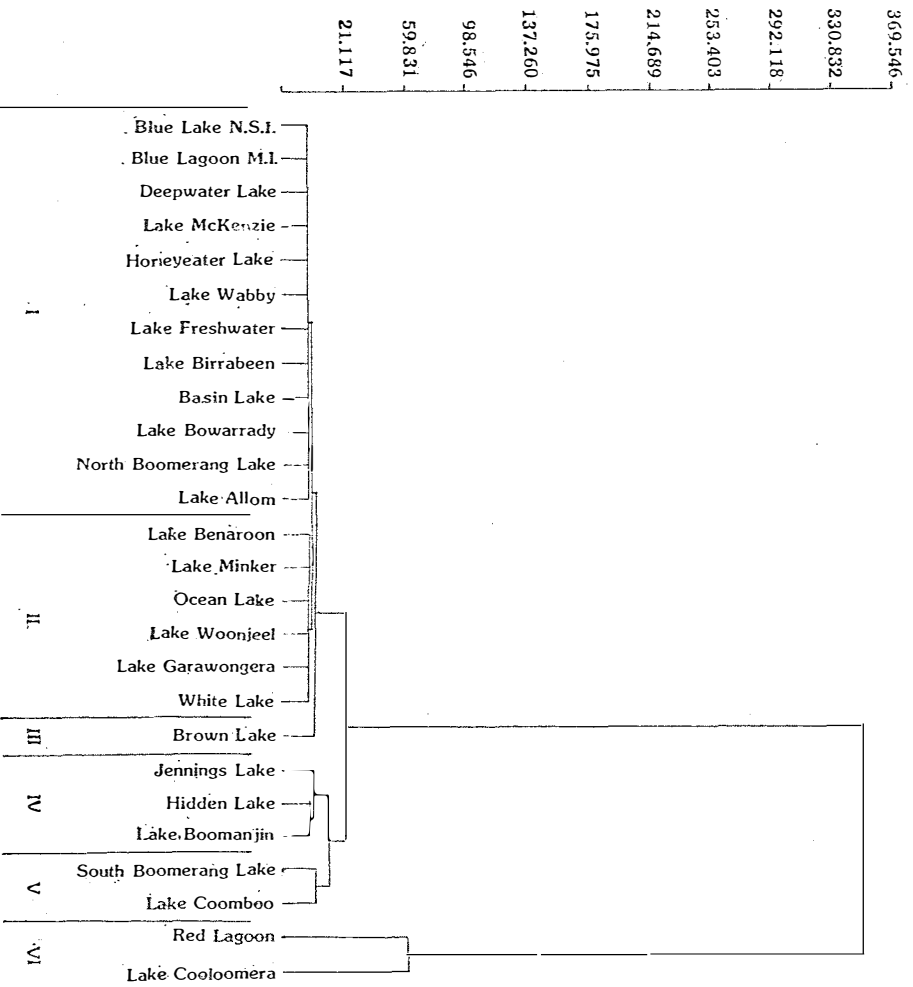 21.117
59.831
98.546
137.260
175.975
214.689
253.403
292.118
330.832
369.546
Blue Lake N.S.I.
Blue Lagoon M.I.
Deepwater Lake
Lake McKenzie
Honeyeater Lake
Lake Wabby
Lake Freshwater
Lake Birrabeen
Basin Lake
Lake Bowarrady
North Boomerang Lake
Lake Allom
I
Lake Benaroon
Lake Minker
Ocean Lake
Lake Woonjeel
Lake Garawongera
White Lake
II
Brown Lake
III
Jennings Lake
Hidden Lake
Lake Boomanjin
IV
South Boomerang Lake
Lake Coomboo
V
Red Lagoon
Lake Cooloomera
VI